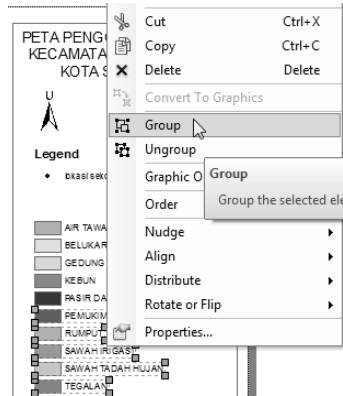 PETA PENG
KECAMATA
KOTA S
U
Legend
lokasi seko
AIR TAWA
BELUKAR
GEDUNG
KEBUN
PASIR DA
PEMUKIM
RUMPUT
SAWAH IRIGASI
SAWAH TADAH HUJAN
TEGALAN
Cut Ctrl+X
Copy Ctrl+C
Delete Delete
Convert To Graphics
Group
Ungroup
Graphic O
Order
Nudge
Align
Distribute
Rotate or Flip
Properties...
Group
Group the selected ele